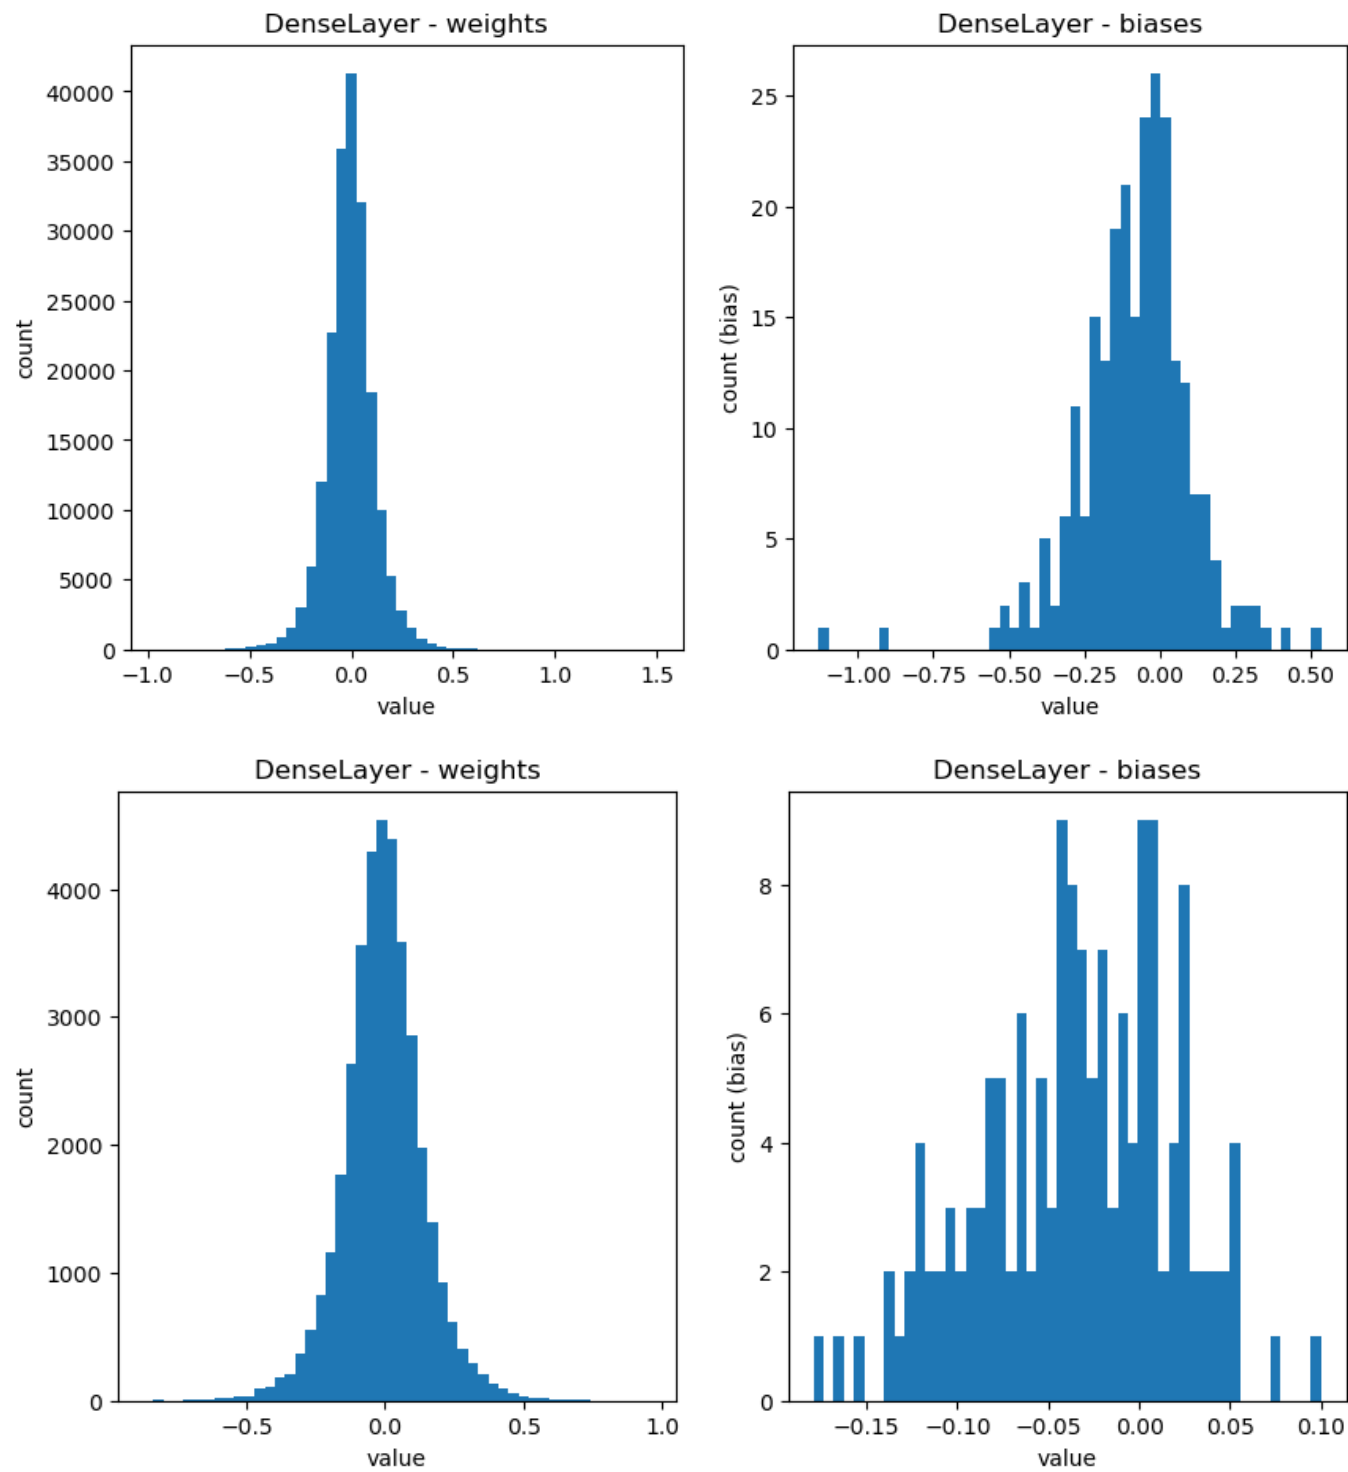 DenseLayer - weights
count
40000
35000
30000
25000
20000
15000
10000
5000
0
−1.0 −0.5 0.0 0.5 1.0 1.5
value
DenseLayer - biases
count (bias)
25
20
15
10
5
0
−1.00 −0.75 −0.50 −0.25 0.00 0.25 0.50
value
DenseLayer - weights
count
4000
3000
2000
1000
0
−0.5 0.0 0.5 1.0
value
DenseLayer - biases
count (bias)
8
6
4
2
0
−0.15 −0.10 −0.05 0.00 0.05 0.10
value